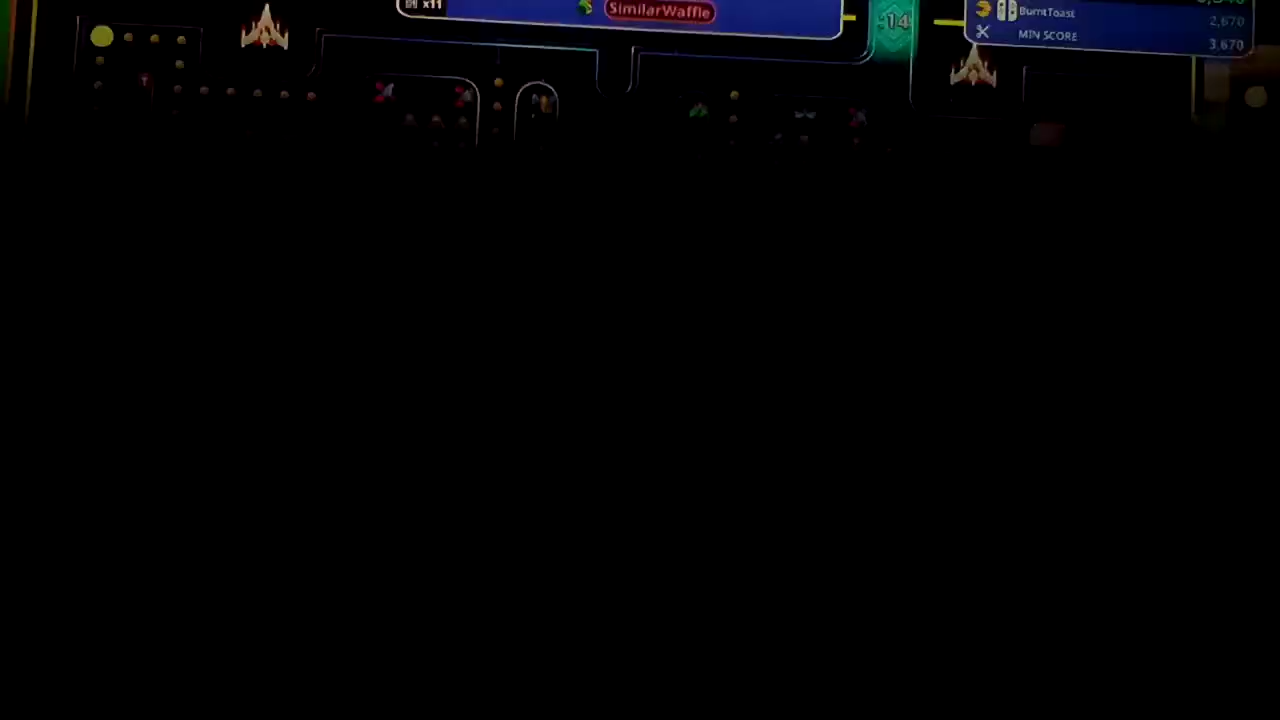 x11
SimilarWaffle
-14
BurntToast 2,670
MIN SCORE 3,670